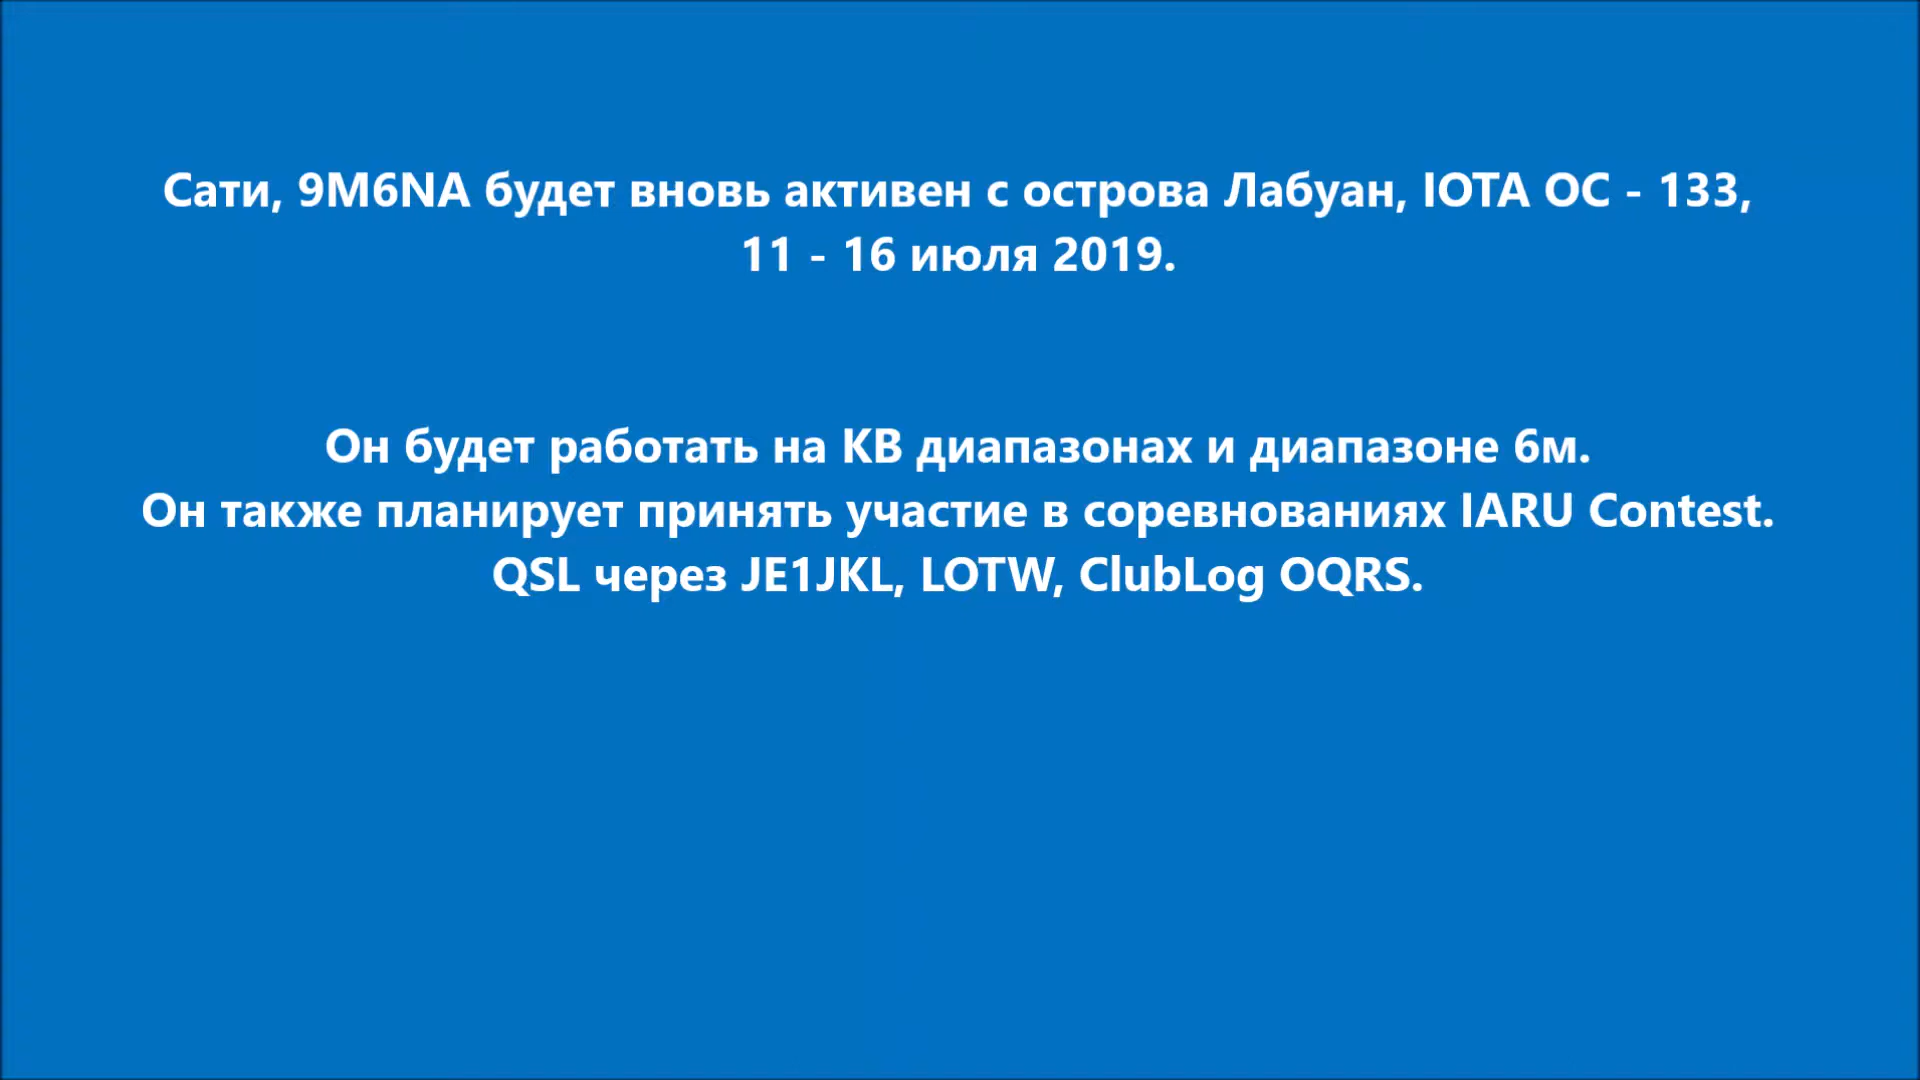 Сати, 9M6NA будет вновь активен с острова Лабуан, IOTA OC - 133,
11 - 16 июля 2019.
Он будет работать на КВ диапазонах и диапазоне 6м.
Он также планирует принять участие в соревнованиях IARU Contest.
QSL через JE1JKL, LOTW, ClubLog OQRS.